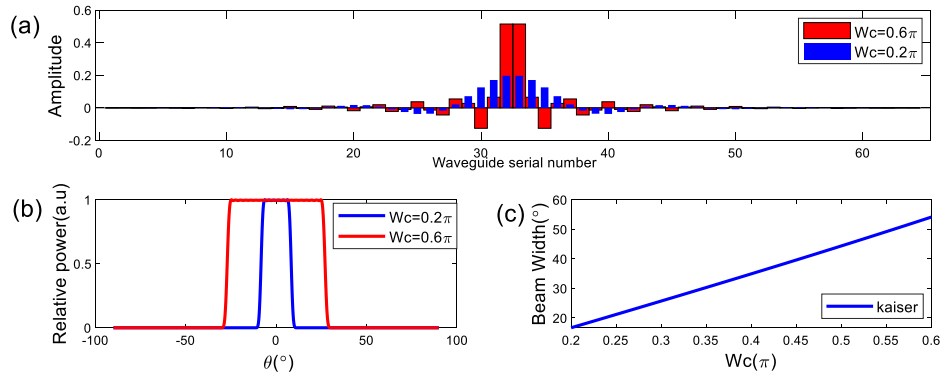 (a)
Amplitude
0.6
0.4
0.2
0
-0.2
0
10
20
30
40
50
60
Waveguide serial number
Wc=0.6π
Wc=0.2π
(b)
Relative power(a.u)
1
0.5
0
-100
-50
0
50
100
θ(°)
Wc=0.2π
Wc=0.6π
(c)
Beam Width(°)
60
50
40
30
20
0.2
0.25
0.3
0.35
0.4
0.45
0.5
0.55
0.6
Wc(π)
kaiser